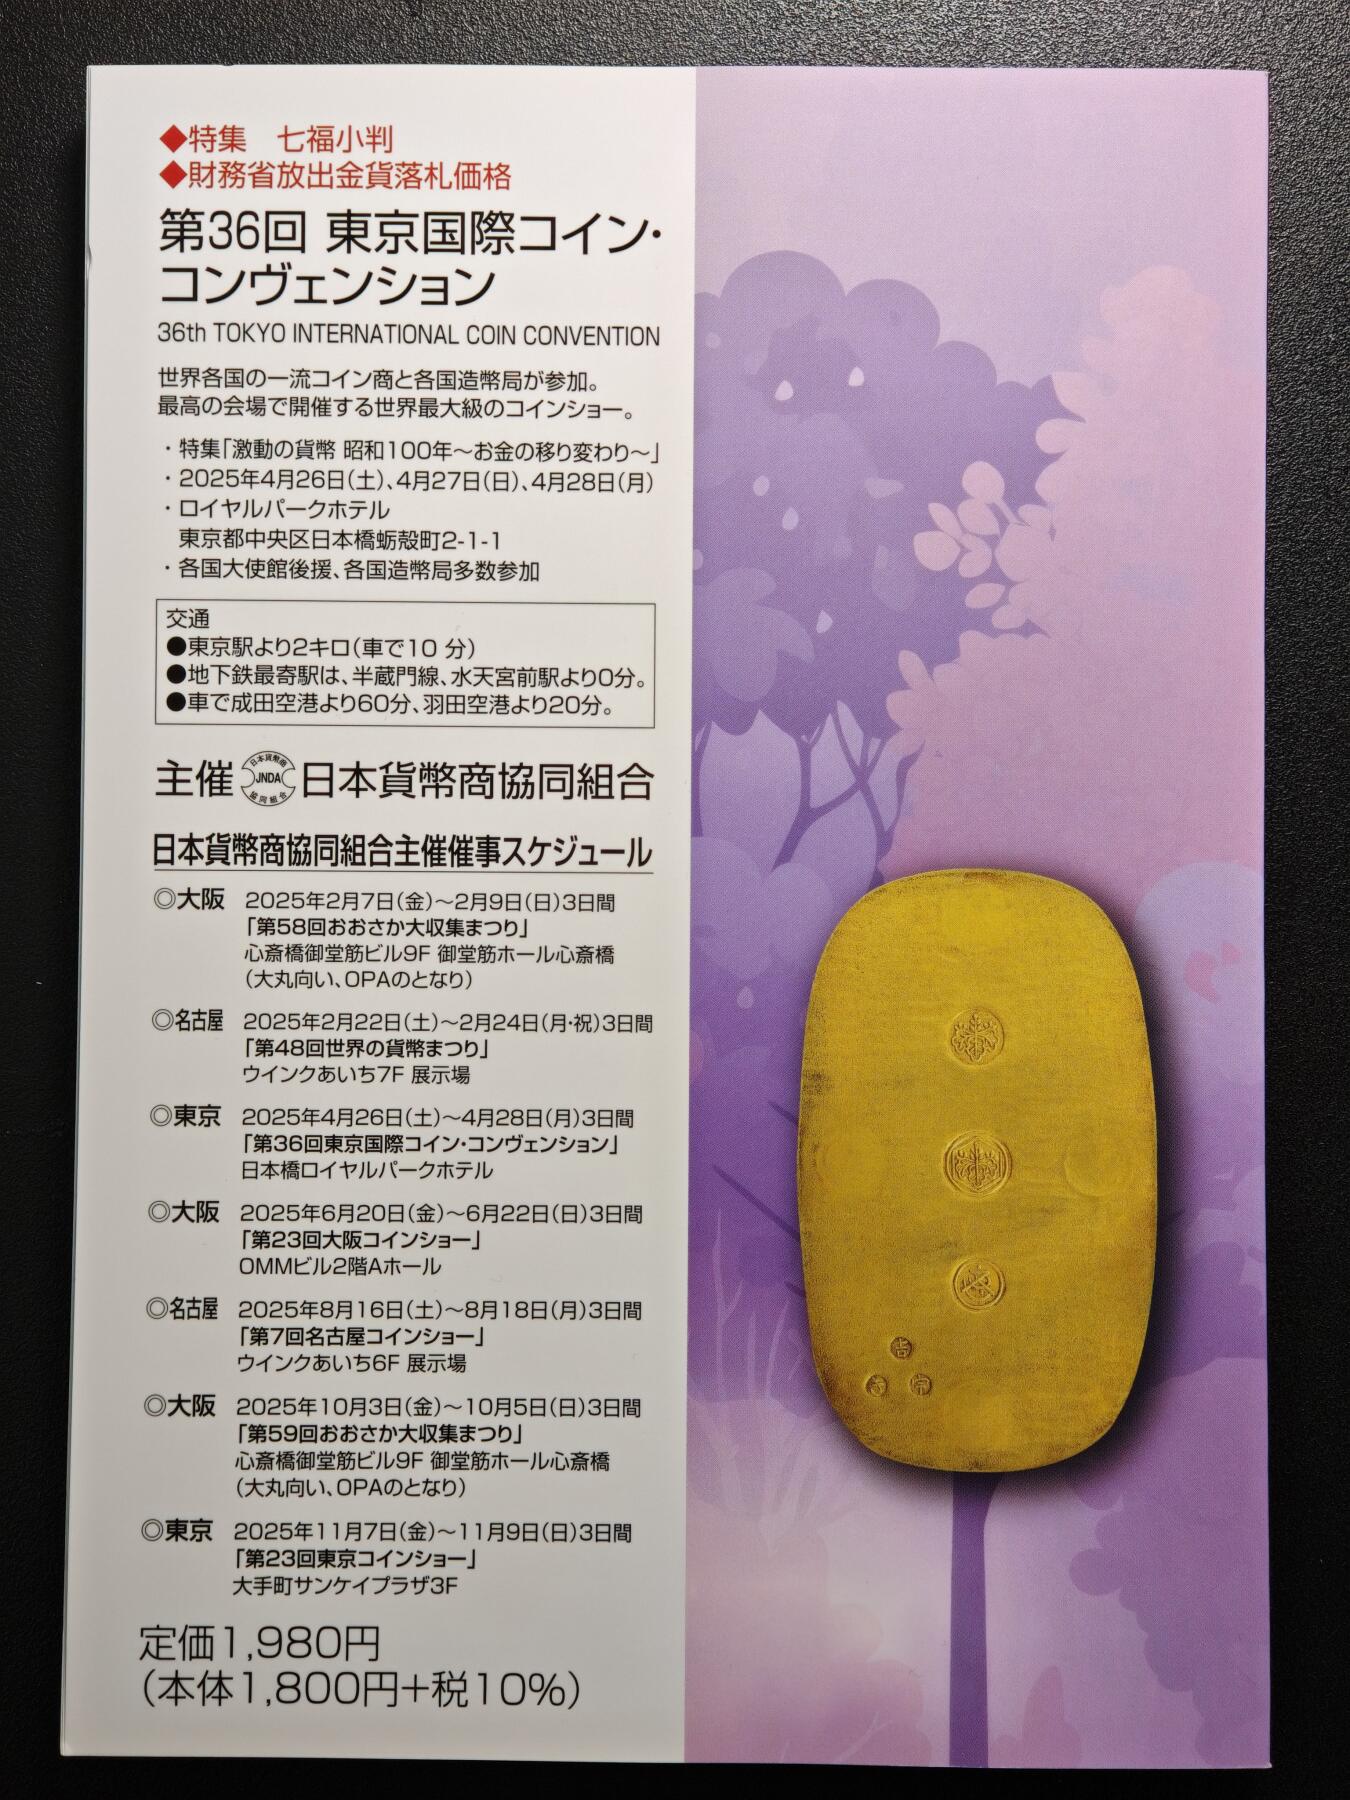 ◆特集　七福小判
◆財務省放出金貨落札価格
第36回 東京国際コイン・
コンヴェンション
36th TOKYO INTERNATIONAL COIN CONVENTION
世界各国の一流コイン商と各国造幣局が参加。
最高の会場で開催する世界最大級のコインショー。
・特集「激動の貨幣 昭和100年～お金の移り変わり～」
・2025年4月26日（土）、4月27日（日）、4月28日（月）
・ロイヤルパークホテル
東京都中央区日本橋蛎殻町2-1-1
・各国大使館後援、各国造幣局多数参加
交通
●東京駅より2キロ（車で10 分）
●地下鉄最寄駅は、半蔵門線、水天宮前駅より0分。
●車で成田空港より60分、羽田空港より20分。
主催 日本貨幣商 JNDA 協同組合 日本貨幣商協同組合
日本貨幣商協同組合主催催事スケジュール
◎大阪 2025年2月7日（金）～2月9日（日）3日間
「第58回おおさか大収集まつり」
心斎橋御堂筋ビル9F 御堂筋ホール心斎橋
（大丸向い、OPAのとなり）
◎名古屋 2025年2月22日（土）～2月24日（月・祝）3日間
「第48回世界の貨幣まつり」
ウインクあいち7F 展示場
◎東京 2025年4月26日（土）～4月28日（月）3日間
「第36回東京国際コイン・コンヴェンション」
日本橋ロイヤルパークホテル
◎大阪 2025年6月20日（金）～6月22日（日）3日間
「第23回大阪コインショー」
OMMビル2階Aホール
◎名古屋 2025年8月16日（土）～8月18日（月）3日間
「第7回名古屋コインショー」
ウインクあいち6F 展示場
◎大阪 2025年10月3日（金）～10月5日（日）3日間
「第59回おおさか大収集まつり」
心斎橋御堂筋ビル9F 御堂筋ホール心斎橋
（大丸向い、OPAのとなり）
◎東京 2025年11月7日（金）～11月9日（日）3日間
「第23回東京コインショー」
大手町サンケイプラザ3F
定価1,980円
（本体1,800円＋税10%）
吉